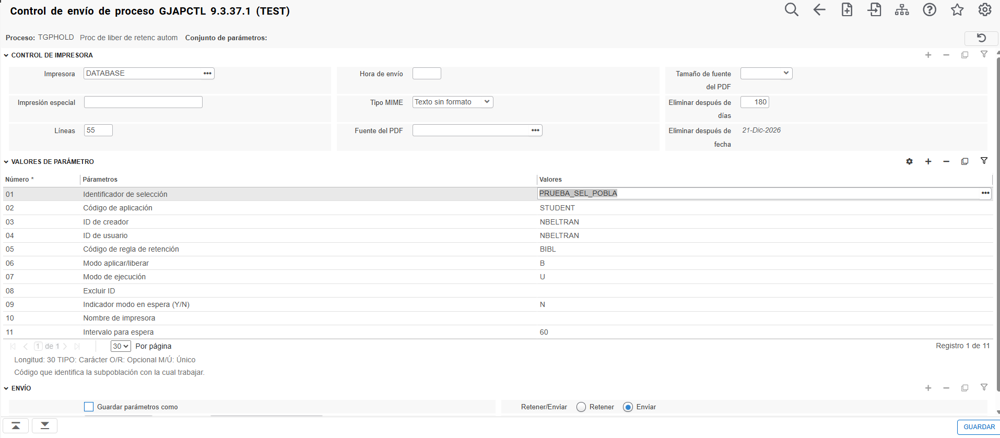 Control de envío de proceso GJAPCTL 9.3.37.1 (TEST)
Proceso: TGPHOLD Proc de liber de retenc autom Conjunto de parámetros:
CONTROL DE IMPRESORA
Impresora DATABASE Hora de envío Tamaño de fuente del PDF
Impresión especial Tipo MIME Texto sin formato Eliminar después de días 180
Líneas 55 Fuente del PDF Eliminar después de fecha 21-Dic-2026
VALORES DE PARÁMETRO
Número * Párametros Valores
01 Identificador de selección PRUEBA_SEL_POBLA
02 Código de aplicación STUDENT
03 ID de creador NBELTRAN
04 ID de usuario NBELTRAN
05 Código de regla de retención BIBL
06 Modo aplicar/liberar B
07 Modo de ejecución U
08 Excluir ID
09 Indicador modo en espera (Y/N) N
10 Nombre de impresora
11 Intervalo para espera 60
1 de 1 30 Por página Registro 1 de 11
Longitud: 30 TIPO: Carácter O/R: Opcional M/Ú: Único
Código que identifica la subpoblación con la cual trabajar.
ENVÍO
Guardar parámetros como Retener/Enviar Retener Enviar
GUARDAR